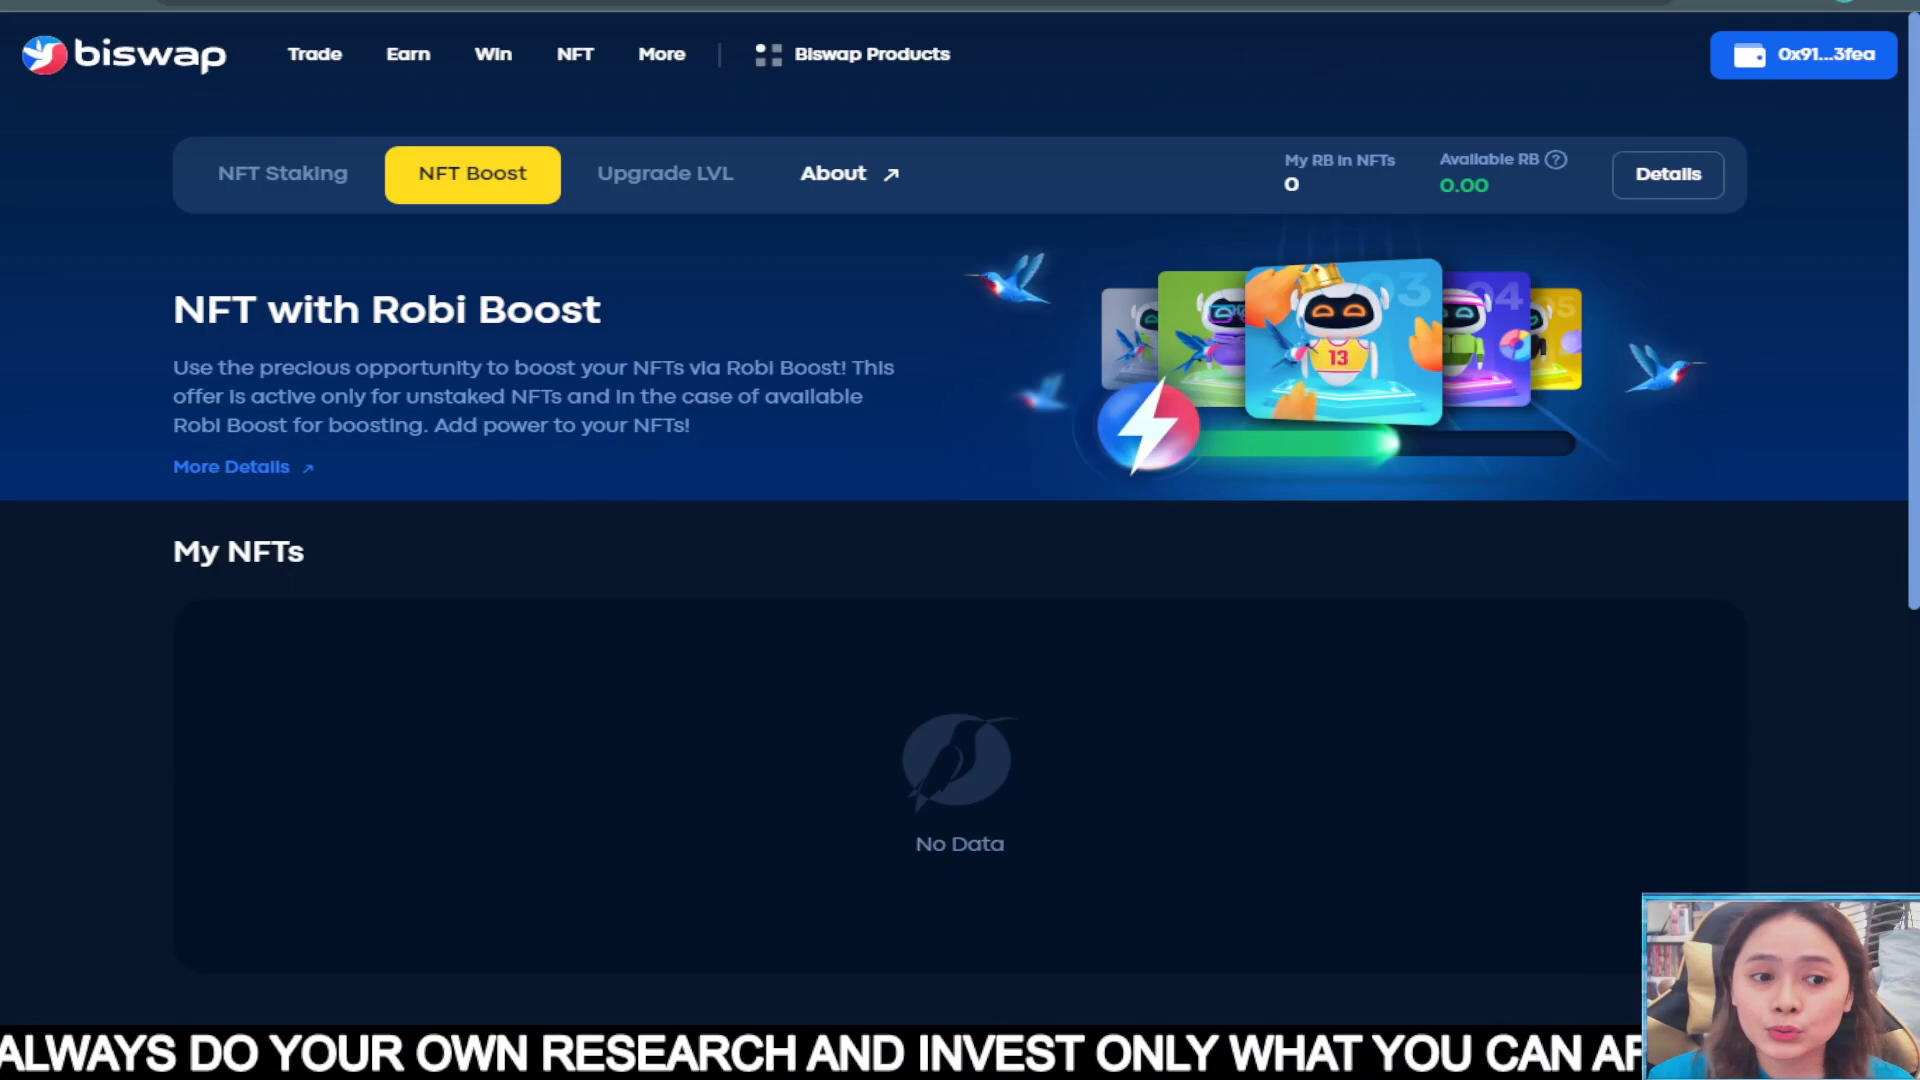 biswap
Trade
Earn
Win
NFT
More
Biswap Products
0x91...3fea
NFT Staking
NFT Boost
Upgrade LVL
About
My RB in NFTs
0
Available RB ?
0.00
Details
NFT with Robi Boost
Use the precious opportunity to boost your NFTs via Robi Boost! This
offer is active only for unstaked NFTs and in the case of available
Robi Boost for boosting. Add power to your NFTs!
More Details
03
04
05
13
My NFTs
No Data
ALWAYS DO YOUR OWN RESEARCH AND INVEST ONLY WHAT YOU CAN AF